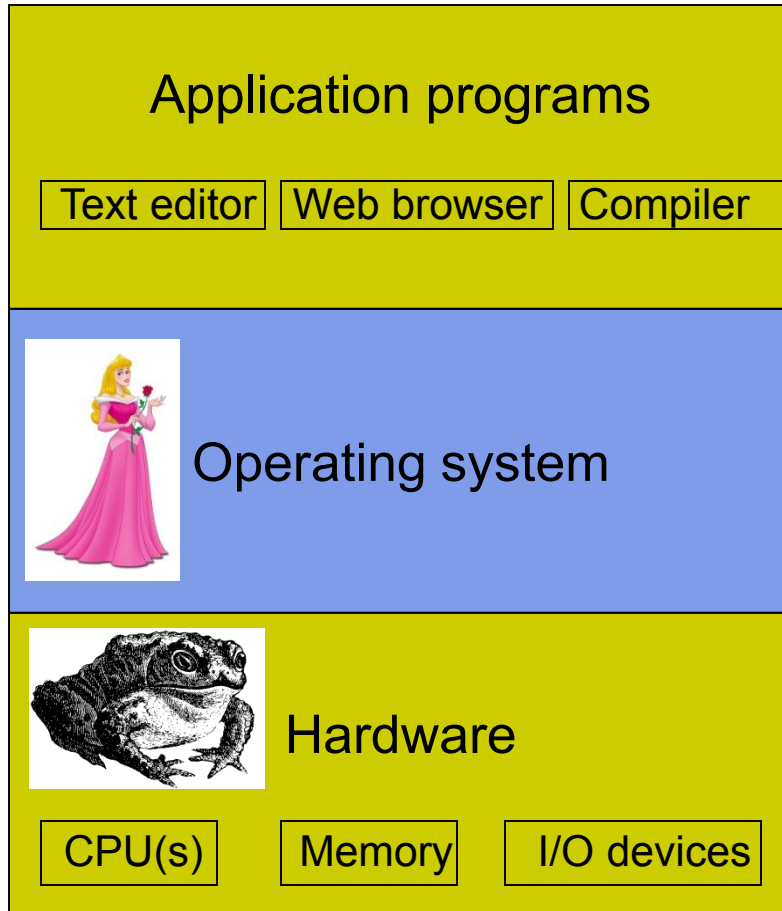 Application programs
Text editor Web browser Compiler
Operating system
Hardware
CPU(s) Memory I/O devices